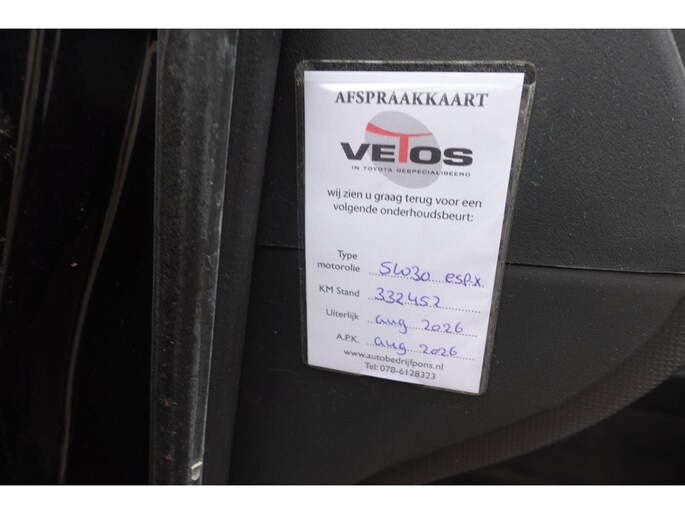 AFSPRAAKKAART
VETOS
IN TOYOTA GESPECIALISEERD
wij zien u graag terug voor een
volgende onderhoudsbeurt:
Type
motorolie 5W30 esp.x
KM Stand 332452
Uiterlijk aug 2026
A.P.K. aug 2026
www.autobedrijfpons.nl
Tel: 078-6128323